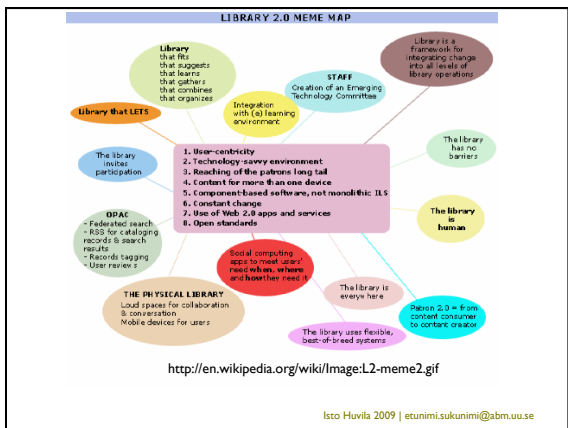 LIBRARY 2.0 MEME MAP
Library
that fits
that suggests
that learns
that gathers
that combines
that organizes
STAFF
Creation of an Emerging
Technology Committee
Library is a
framework for
integrating change
into all levels of
library operations
Library that LETS
Integration
with (e) learning
environment
The library
invites
participation
1. User-centricity
2. Technology-savvy environment
3. Reaching of the patrons long tail
4. Content for more than one device
5. Component-based software, not monolithic ILS
6. Constant change
7. Use of Web 2.0 apps and services
8. Open standards
The library
has no
barriers
The library
is
human
OPAC
- Federated search
- RSS for cataloging
records & search
results
- Records tagging
- User reviews
Social computing
apps to meet users'
need when, where
and how they need it
THE PHYSICAL LIBRARY
Loud spaces for collaboration
& conversation
Mobile devices for users
The library is
everywhere
Patron 2.0 = from
content consumer
to content creator
The library uses flexible,
best-of-breed systems
http://en.wikipedia.org/wiki/Image:L2-meme2.gif
Isto Huvila 2009 | etunimi.sukunimi@abm.uu.se